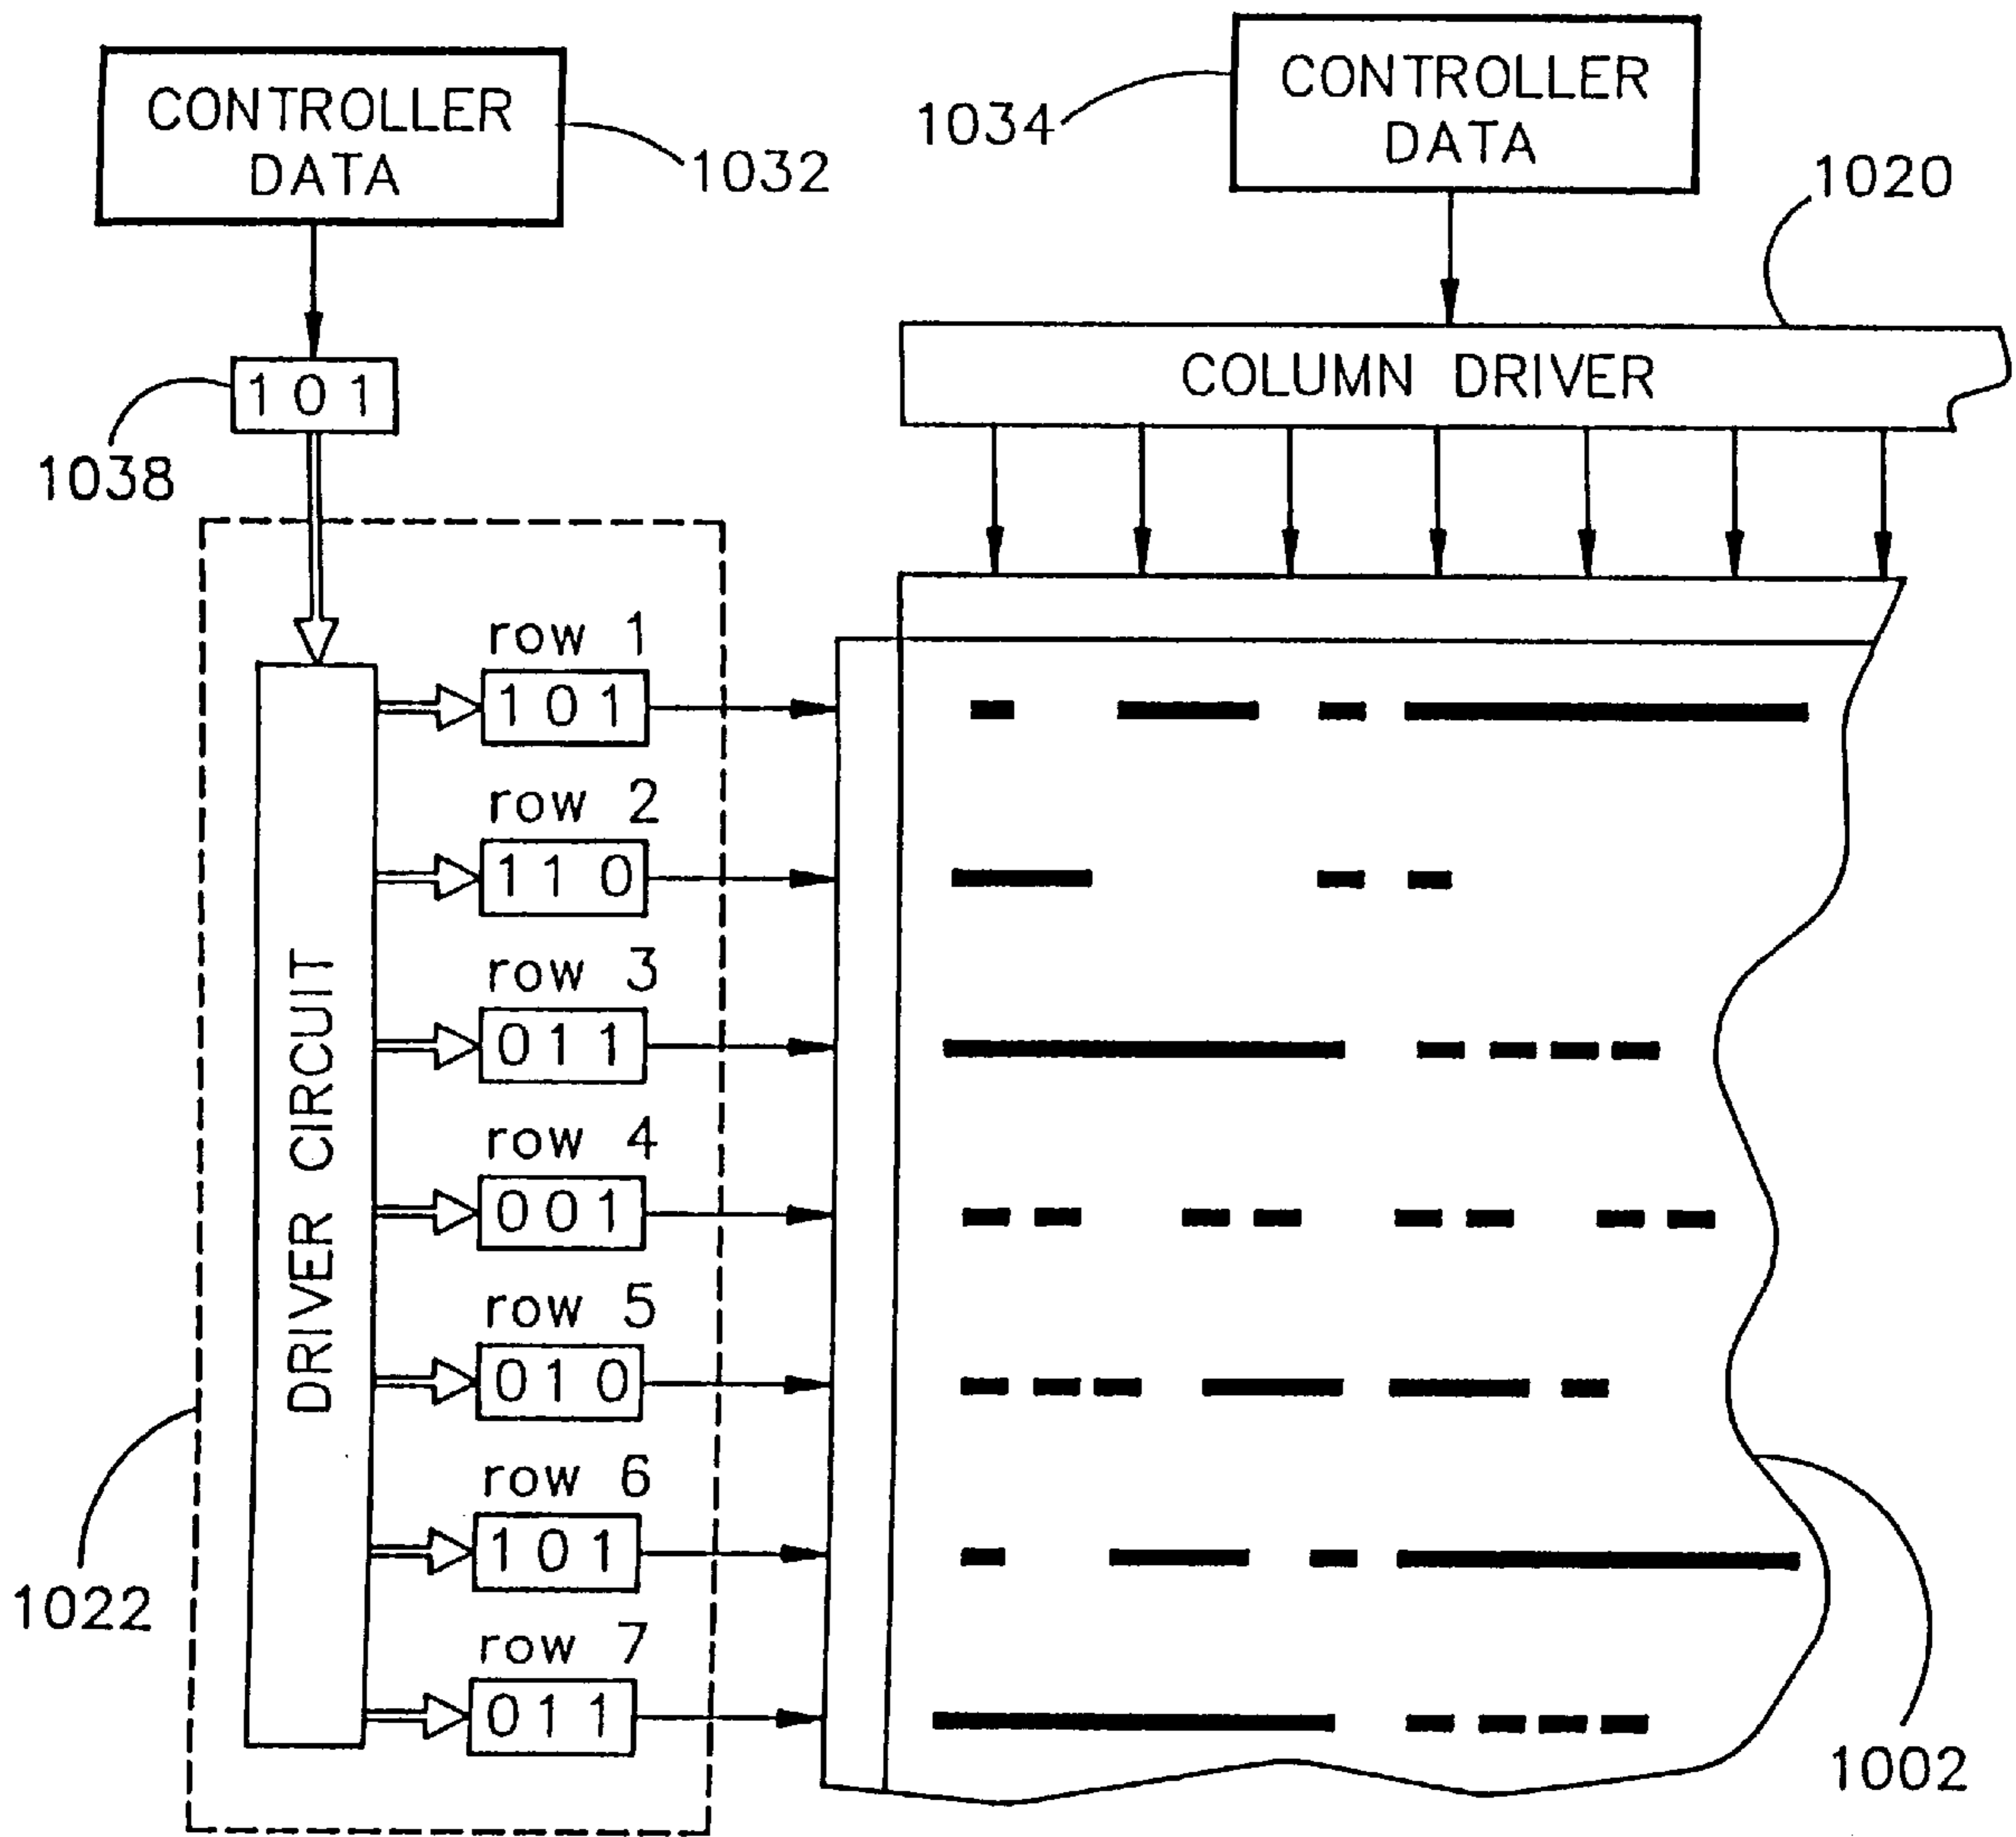 CONTROLLER
DATA
1032
1034
CONTROLLER
DATA
1020
1 0 1
1038
COLUMN DRIVER
DRIVER CIRCUIT
row 1
1 0 1
row 2
1 1 0
row 3
0 1 1
row 4
0 0 1
row 5
0 1 0
row 6
1 0 1
row 7
0 1 1
1022
1002